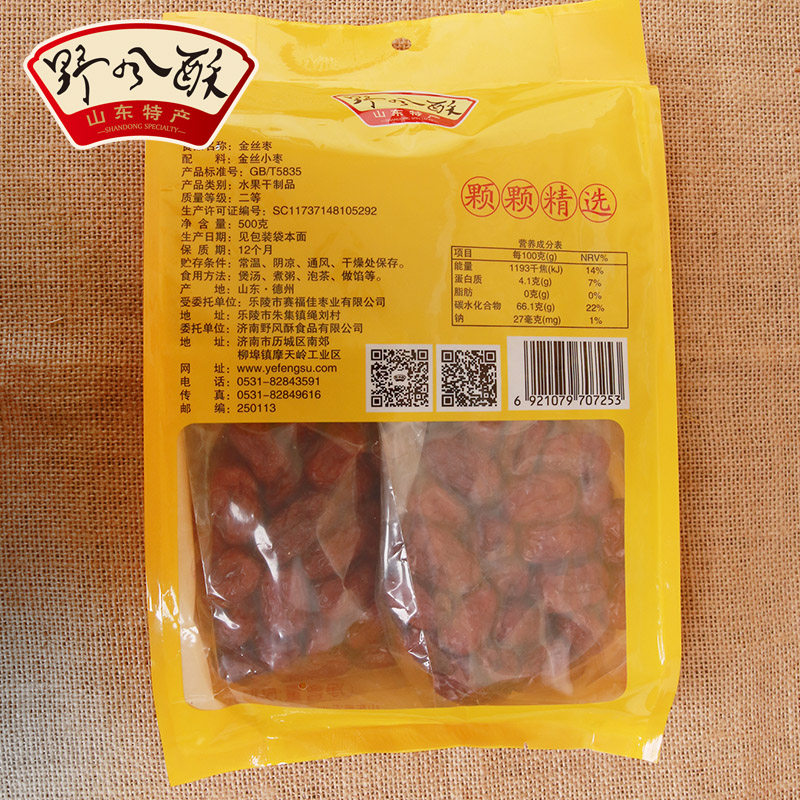 野风酥
山东特产
SHANDONG SPECIALTY
野风酥
山东特产
名称：金丝枣
配 料：金丝小枣
产品标准号：GB/T5835
产品类别：水果干制品
质量等级：二等
生产许可证编号：SC11737148105292
净 含 量：500克
生产日期：见包装袋本面
保 质 期：12个月
贮存条件：常温、阴凉、通风、干燥处保存。
食用方法：煲汤、煮粥、泡茶、做馅等。
产 地：山东·德州
受委托单位：乐陵市赛福佳枣业有限公司
地 址：乐陵市朱集镇绳刘村
委托单位：济南野风酥食品有限公司
地 址：济南市历城区南郊
柳埠镇摩天岭工业区
网 址：www.yefengsu.com
电 话：0531-82843591
传 真：0531-82849616
邮 编：250113
颗颗精选
营养成分表
项目 每100克(g) NRV%
能量 1193千焦(kJ) 14%
蛋白质 4.1克(g) 7%
脂肪 0克(g) 0%
碳水化合物 66.1克(g) 22%
钠 27毫克(mg) 1%
6 921079 707253